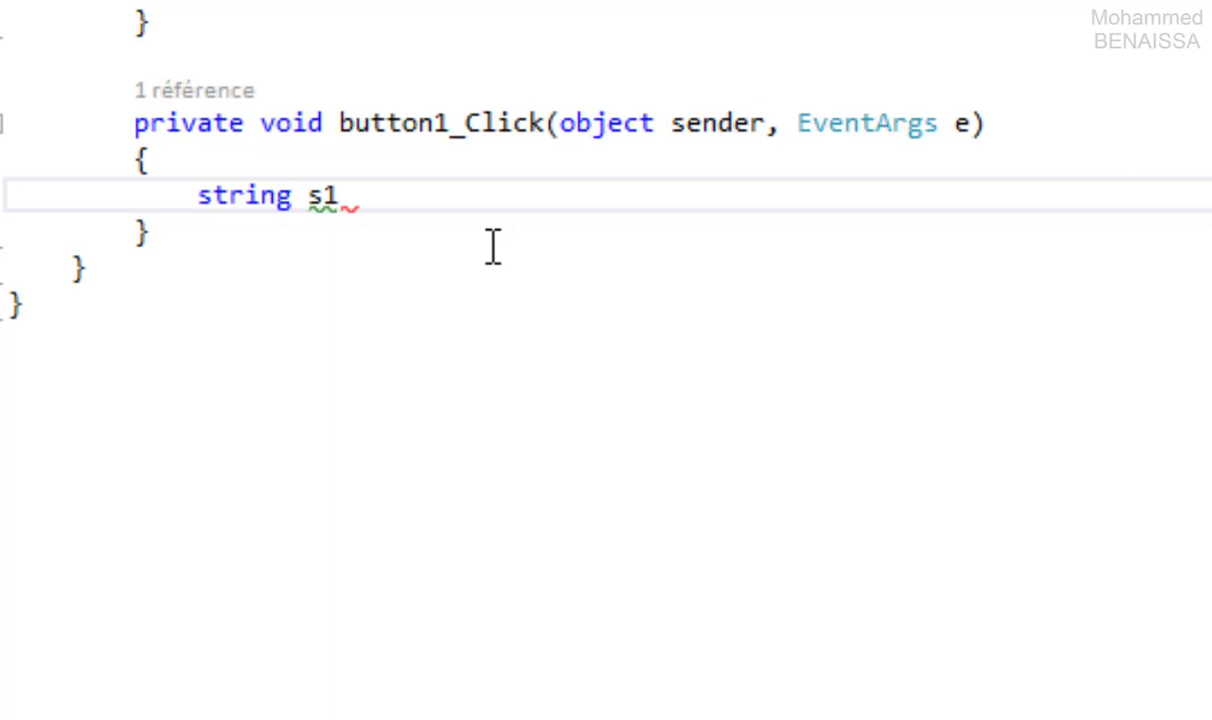 }
Mohammed
BENAISSA
1 référence
private void button1_Click(object sender, EventArgs e)
{
string s1
}
}
}